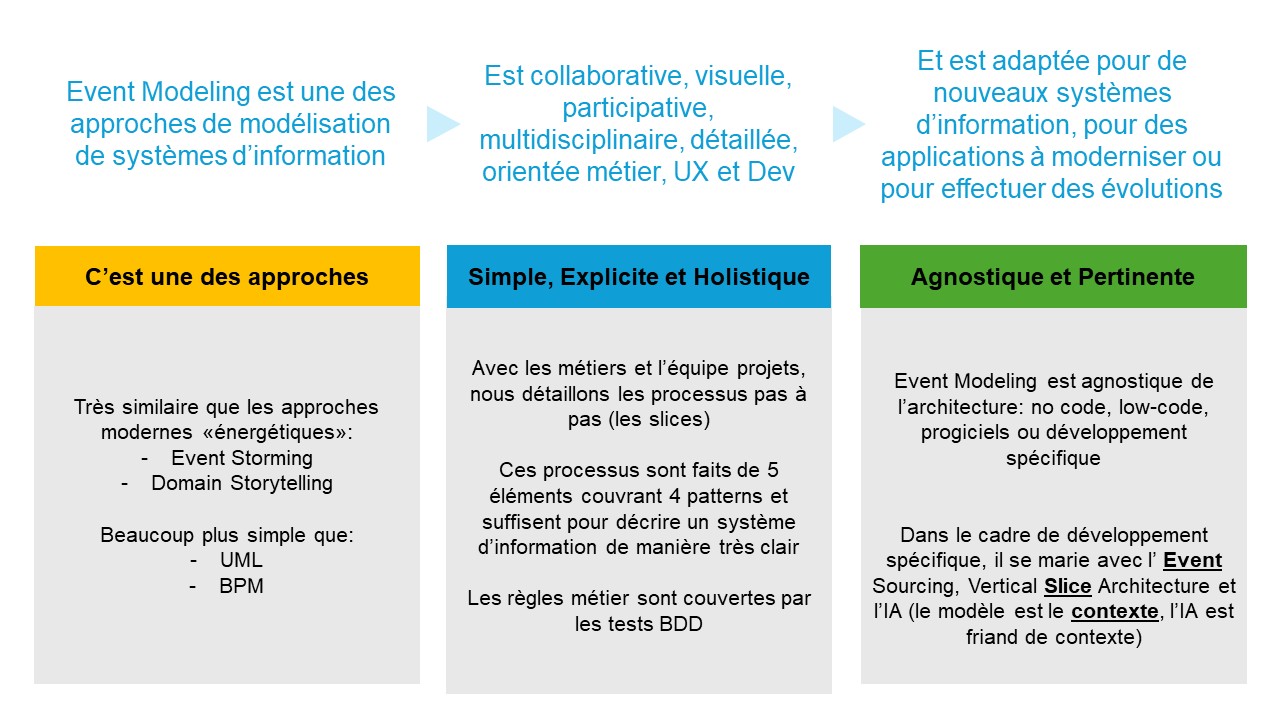 Event Modeling est une des
approches de modélisation
de systèmes d’information
Est collaborative, visuelle,
participative,
multidisciplinaire, détaillée,
orientée métier, UX et Dev
Et est adaptée pour de
nouveaux systèmes
d’information, pour des
applications à moderniser ou
pour effectuer des évolutions
C’est une des approches
Très similaire que les approches
modernes «énergétiques»:
- Event Storming
- Domain Storytelling
Beaucoup plus simple que:
- UML
- BPM
Simple, Explicite et Holistique
Avec les métiers et l’équipe projets,
nous détaillons les processus pas à
pas (les slices)
Ces processus sont faits de 5
éléments couvrant 4 patterns et
suffisent pour décrire un système
d’information de manière très clair
Les règles métier sont couvertes par
les tests BDD
Agnostique et Pertinente
Event Modeling est agnostique de
l’architecture: no code, low-code,
progiciels ou développement
spécifique
Dans le cadre de développement
spécifique, il se marie avec l’ Event
Sourcing, Vertical Slice Architecture et
l’IA (le modèle est le contexte, l’IA est
friand de contexte)